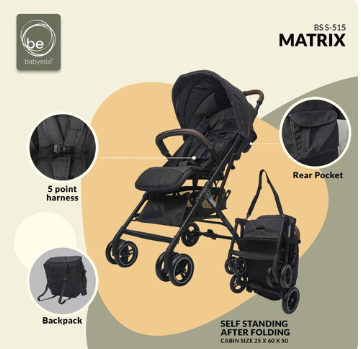 be
babyelle®
BS S-515
MATRIX
5 point
harness
Rear Pocket
Backpack
SELF STANDING
AFTER FOLDING
CABIN SIZE 25 X 60 X 50